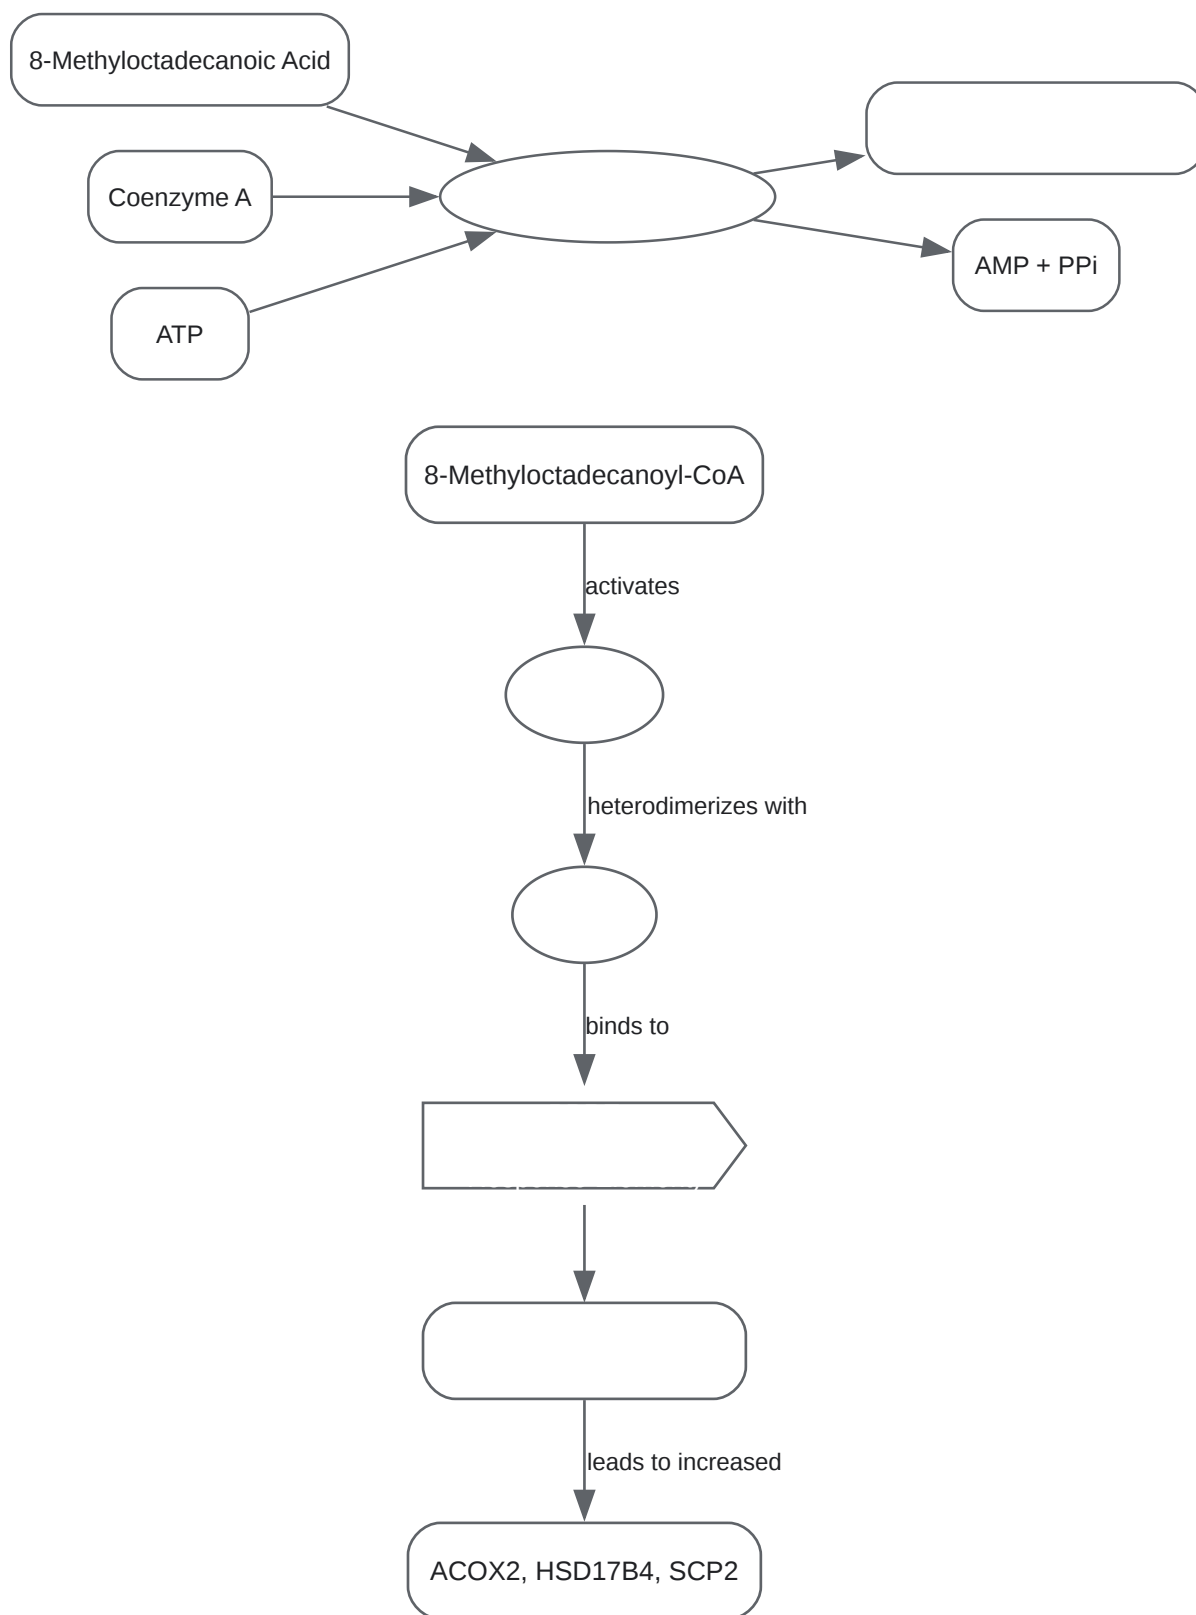 8-Methyloctadecanoic Acid
Coenzyme A
AMP + PPi
ATP
8-Methyloctadecanoyl-CoA
activates
heterodimerizes with
binds to
leads to increased
ACOX2, HSD17B4, SCP2